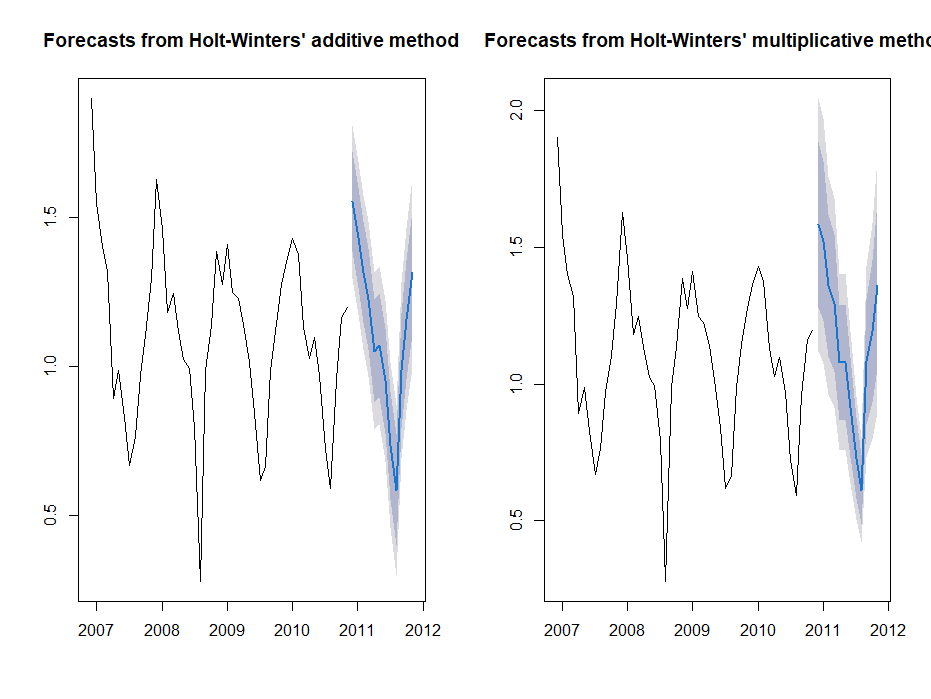 Forecasts from Holt-Winters' additive method
1.5
1.0
0.5
2007 2008 2009 2010 2011 2012
Forecasts from Holt-Winters' multiplicative metho
2.0
1.5
1.0
0.5
2007 2008 2009 2010 2011 2012